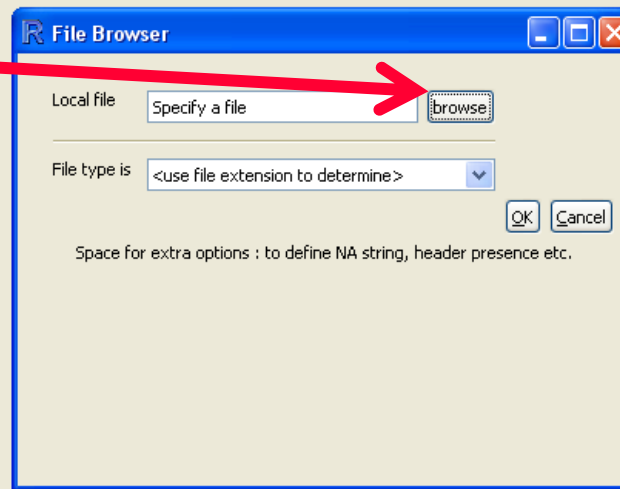 R File Browser
Local file Specify a file browse
File type is <use file extension to determine>
OK Cancel
Space for extra options : to define NA string, header presence etc.